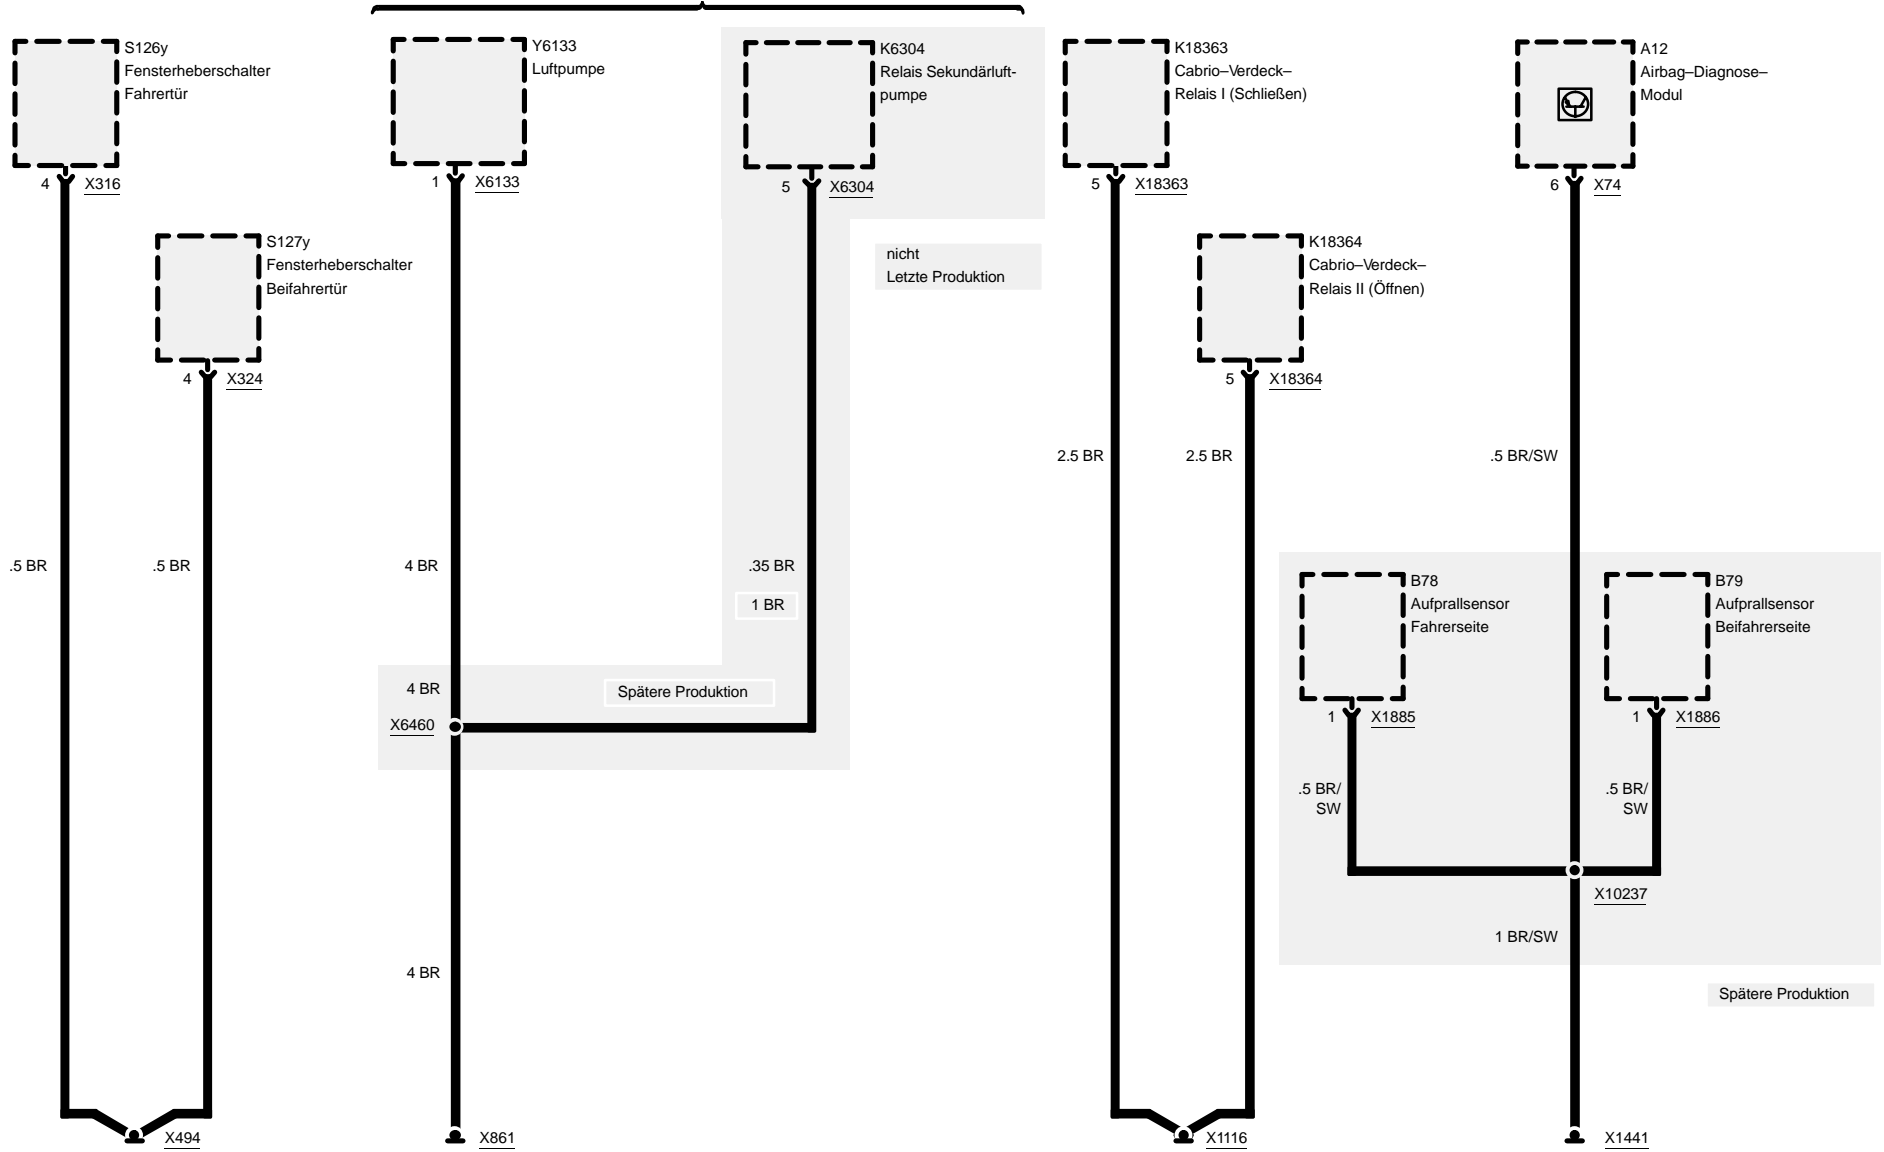 S126y
Fensterheberschalter
Fahrertür
4 X316
S127y
Fensterheberschalter
Beifahrertür
4 X324
.5 BR
.5 BR
X494
Y6133
Luftpumpe
1 X6133
K6304
Relais Sekundärluft-
pumpe
5 X6304
nicht
Letzte Produktion
4 BR
.35 BR
1 BR
4 BR
Spätere Produktion
X6460
4 BR
X861
K18363
Cabrio–Verdeck–
Relais I (Schließen)
5 X18363
K18364
Cabrio–Verdeck–
Relais II (Öffnen)
5 X18364
2.5 BR
2.5 BR
X1116
A12
Airbag–Diagnose–
Modul
6 X74
.5 BR/SW
B78
Aufprallsensor
Fahrerseite
1 X1885
B79
Aufprallsensor
Beifahrerseite
1 X1886
.5 BR/
SW
.5 BR/
SW
X10237
1 BR/SW
Spätere Produktion
X1441